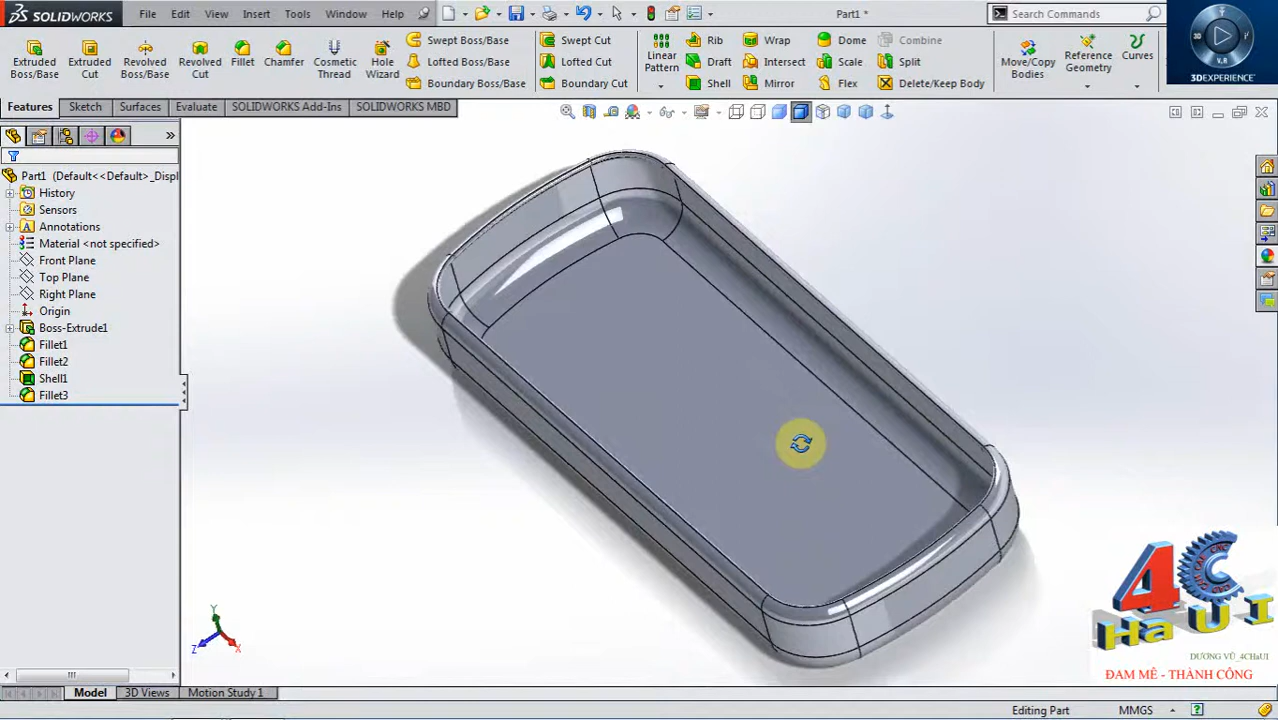 SOLIDWORKS File Edit View Insert Tools Window Help Part1 * Search Commands
Extruded Boss/Base
Extruded Cut
Revolved Boss/Base
Revolved Cut
Fillet
Chamfer
Cosmetic Thread
Hole Wizard
Swept Boss/Base
Lofted Boss/Base
Boundary Boss/Base
Swept Cut
Lofted Cut
Boundary Cut
Linear Pattern
Rib
Draft
Shell
Wrap
Intersect
Mirror
Dome
Scale
Flex
Combine
Split
Delete/Keep Body
Move/Copy Bodies
Reference Geometry
Curves
3D
V.R
3DEXPERIENCE
Features Sketch Surfaces Evaluate SOLIDWORKS Add-Ins SOLIDWORKS MBD
Part1 (Default<<Default>_Displ
History
Sensors
Annotations
Material <not specified>
Front Plane
Top Plane
Right Plane
Origin
Boss-Extrude1
Fillet1
Fillet2
Shell1
Fillet3
Y
Z
X
4C
HaUI
DƯƠNG VŨ_4CHaUI
ĐAM MÊ - THÀNH CÔNG
Model 3D Views Motion Study 1
Editing Part MMGS